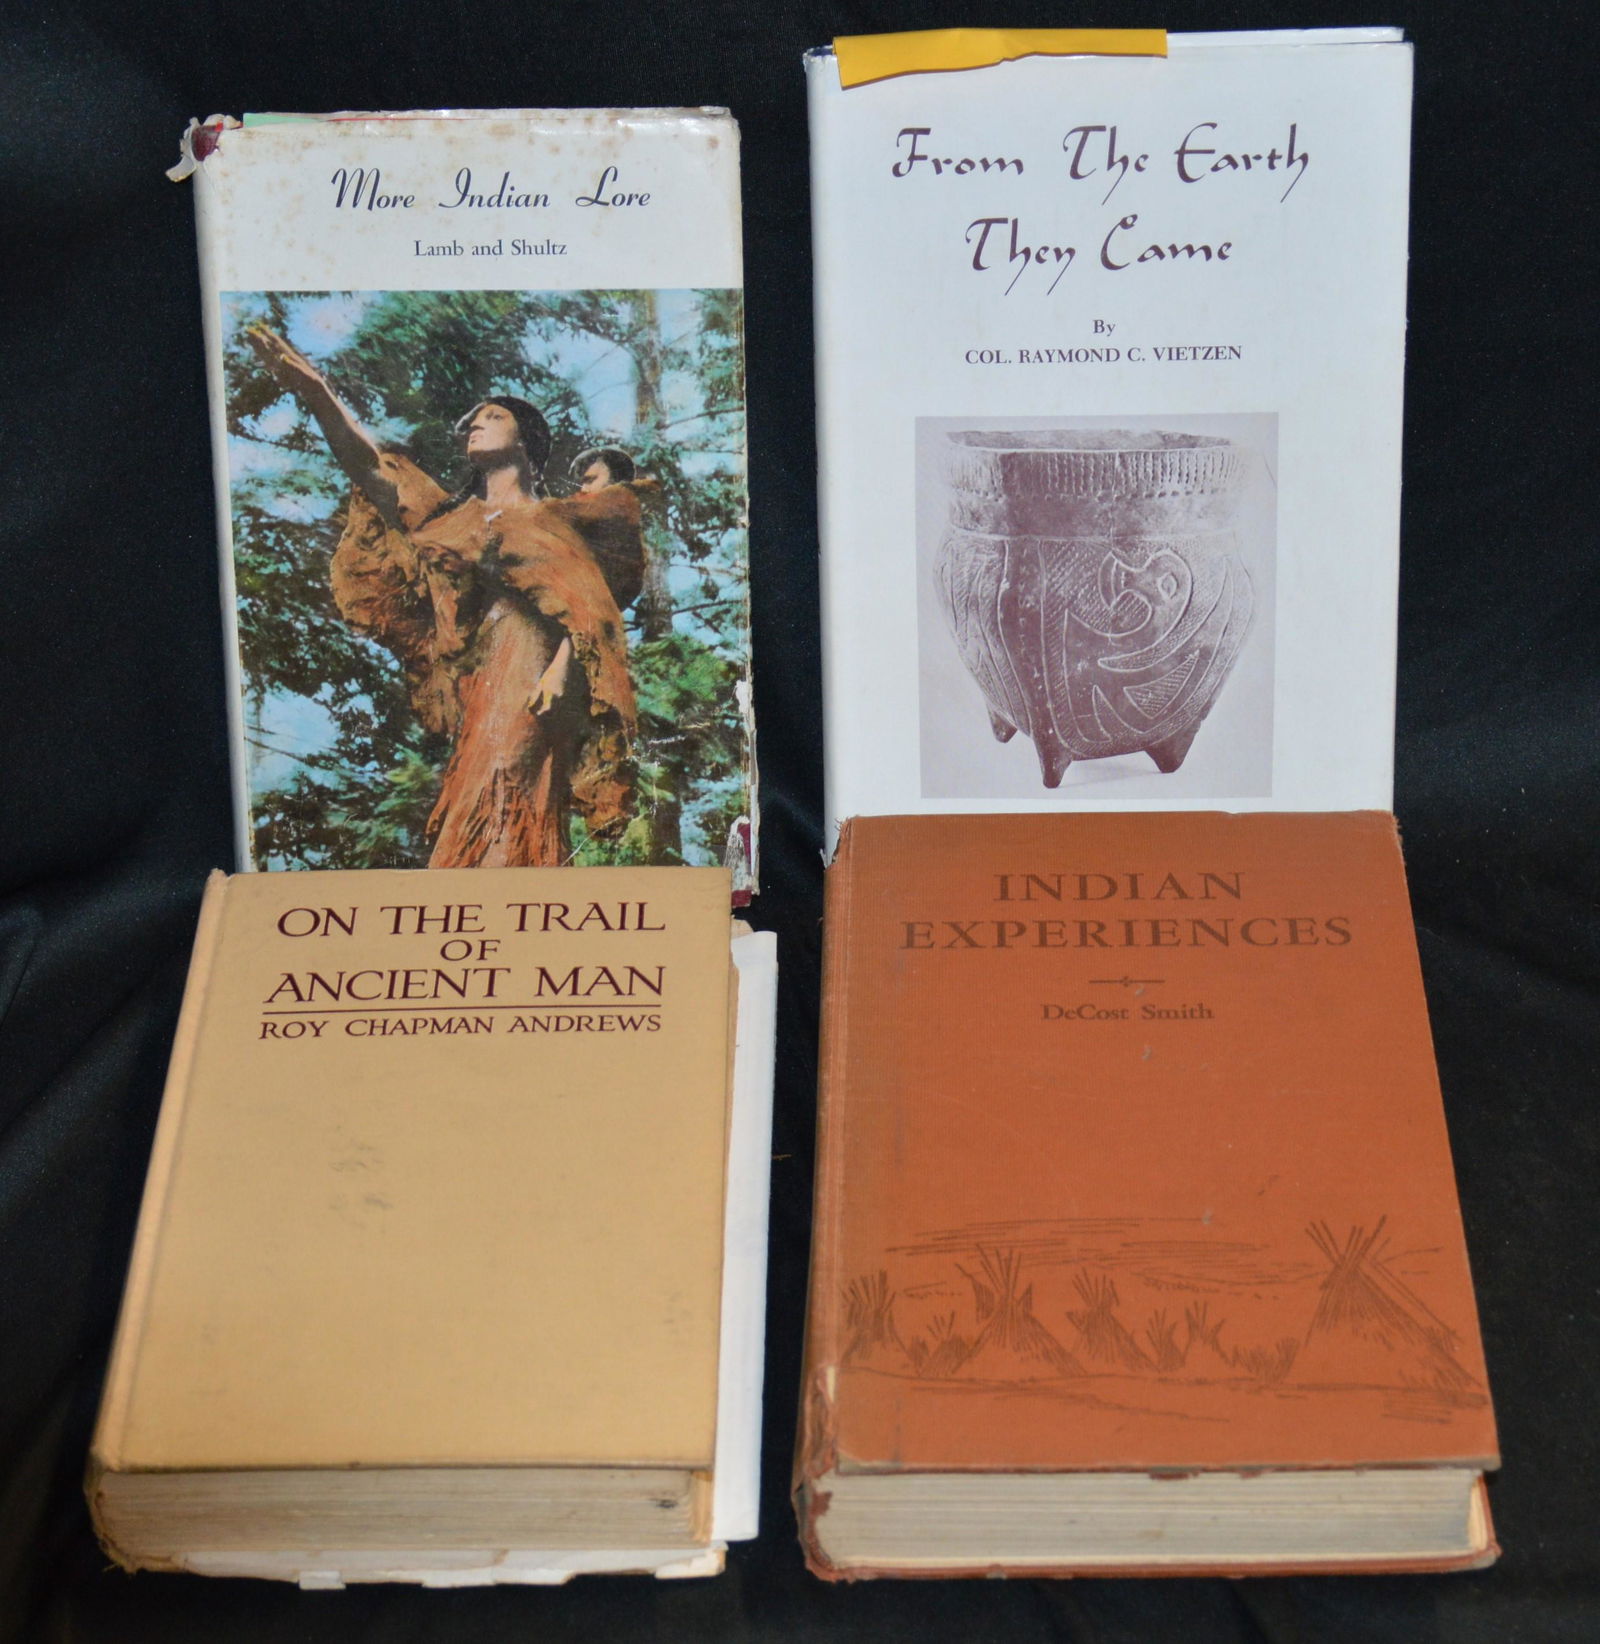 More Indian Lore
Lamb and Shultz
From The Earth
They Came
By
COL. RAYMOND C. VIETZEN
ON THE TRAIL
OF
ANCIENT MAN
ROY CHAPMAN ANDREWS
INDIAN
EXPERIENCES
DeCost Smith